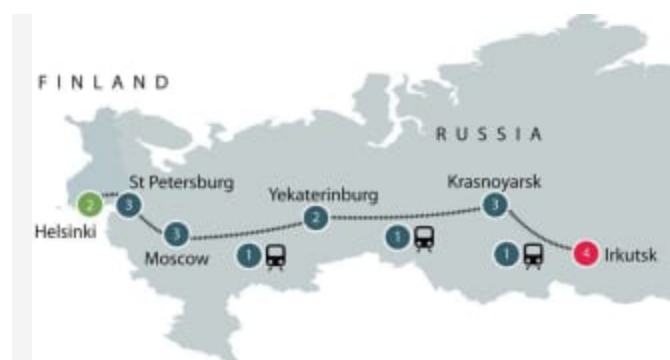 FINLAND
RUSSIA
St Petersburg
Krasnoyarsk
Yekaterinburg
2
3
3
2
3
Helsinki
Moscow
1
1
1
4
Irkutsk